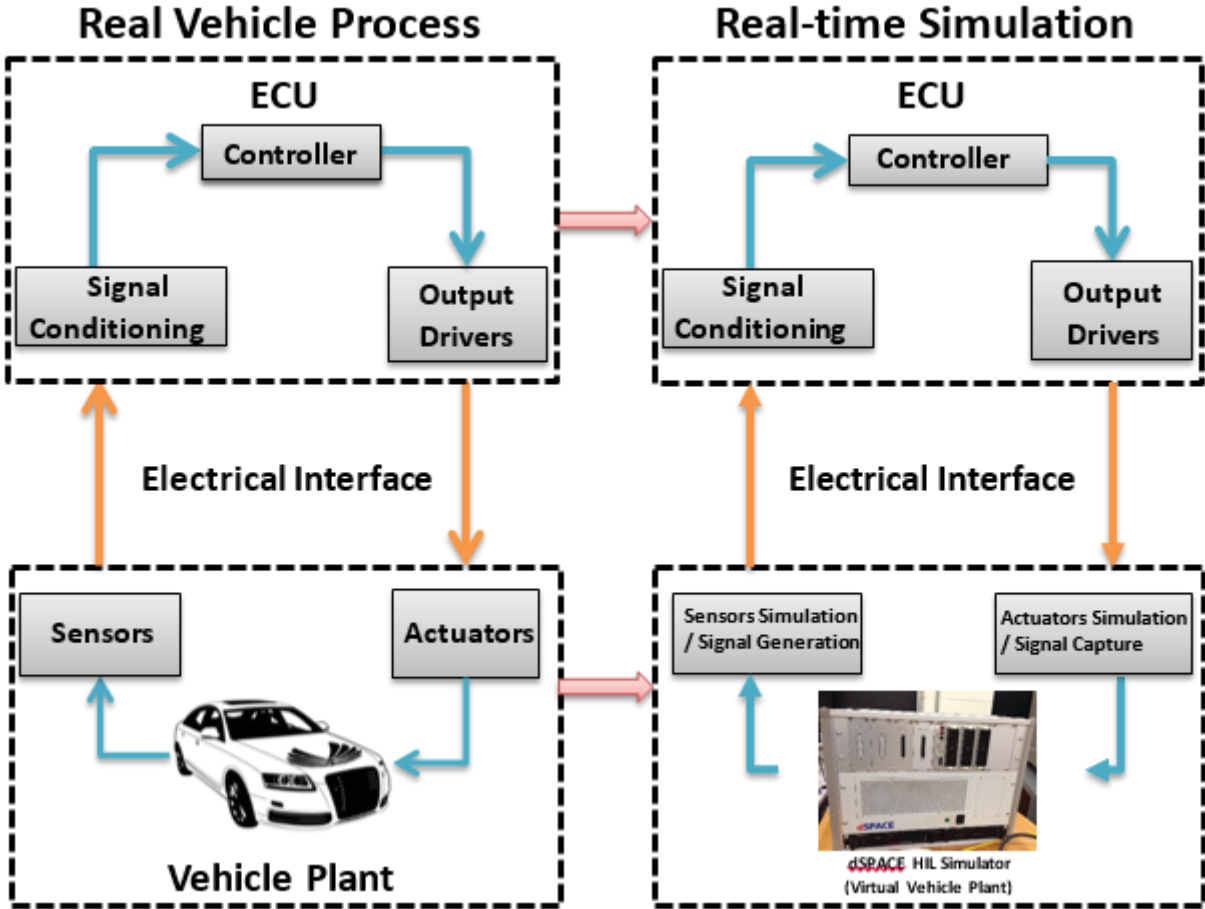 Real Vehicle Process
Real-time Simulation
ECU
Controller
Signal
Conditioning
Output
Drivers
ECU
Controller
Signal
Conditioning
Output
Drivers
Electrical Interface
Electrical Interface
Sensors
Actuators
Vehicle Plant
Sensors Simulation
/ Signal Generation
Actuators Simulation
/ Signal Capture
dSPACE
dSPACE HIL Simulator
(Virtual Vehicle Plant)